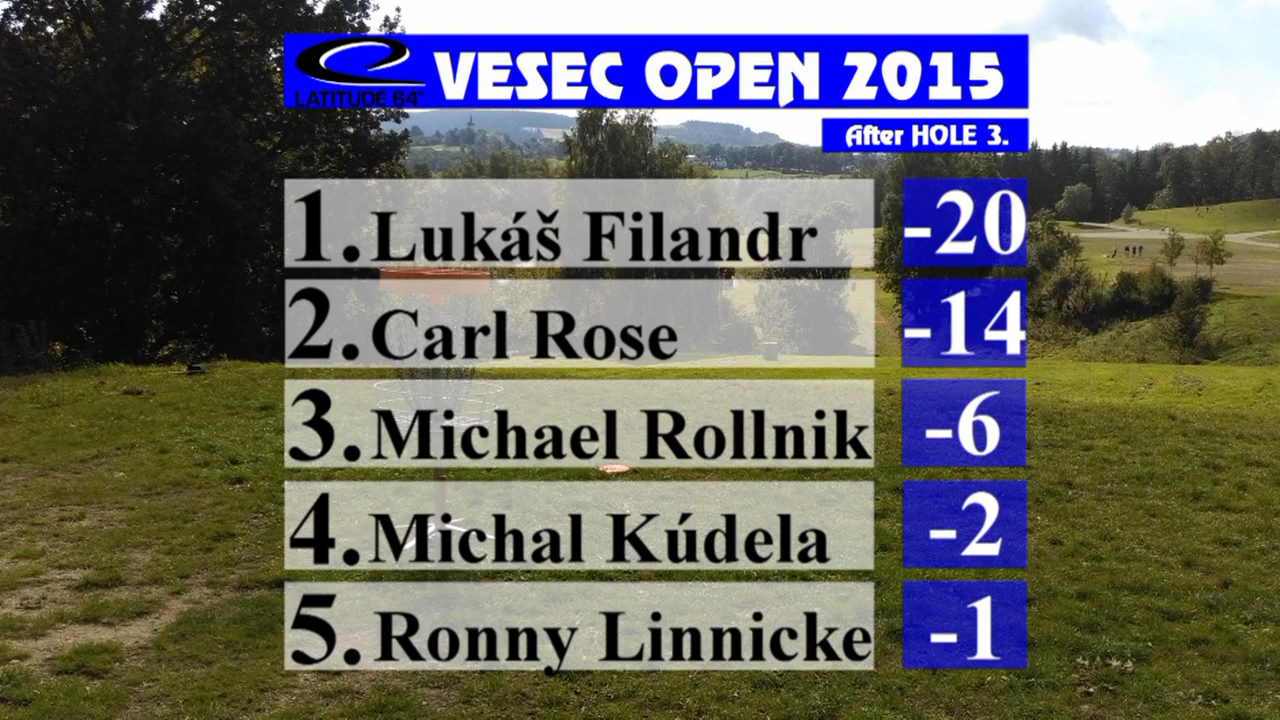 LATITUDE 64°
VESEC OPEN 2015
After HOLE 3.
1. Lukáš Filandr -20
2. Carl Rose -14
3. Michael Rollnik -6
4. Michal Kúdela -2
5. Ronny Linnicke -1